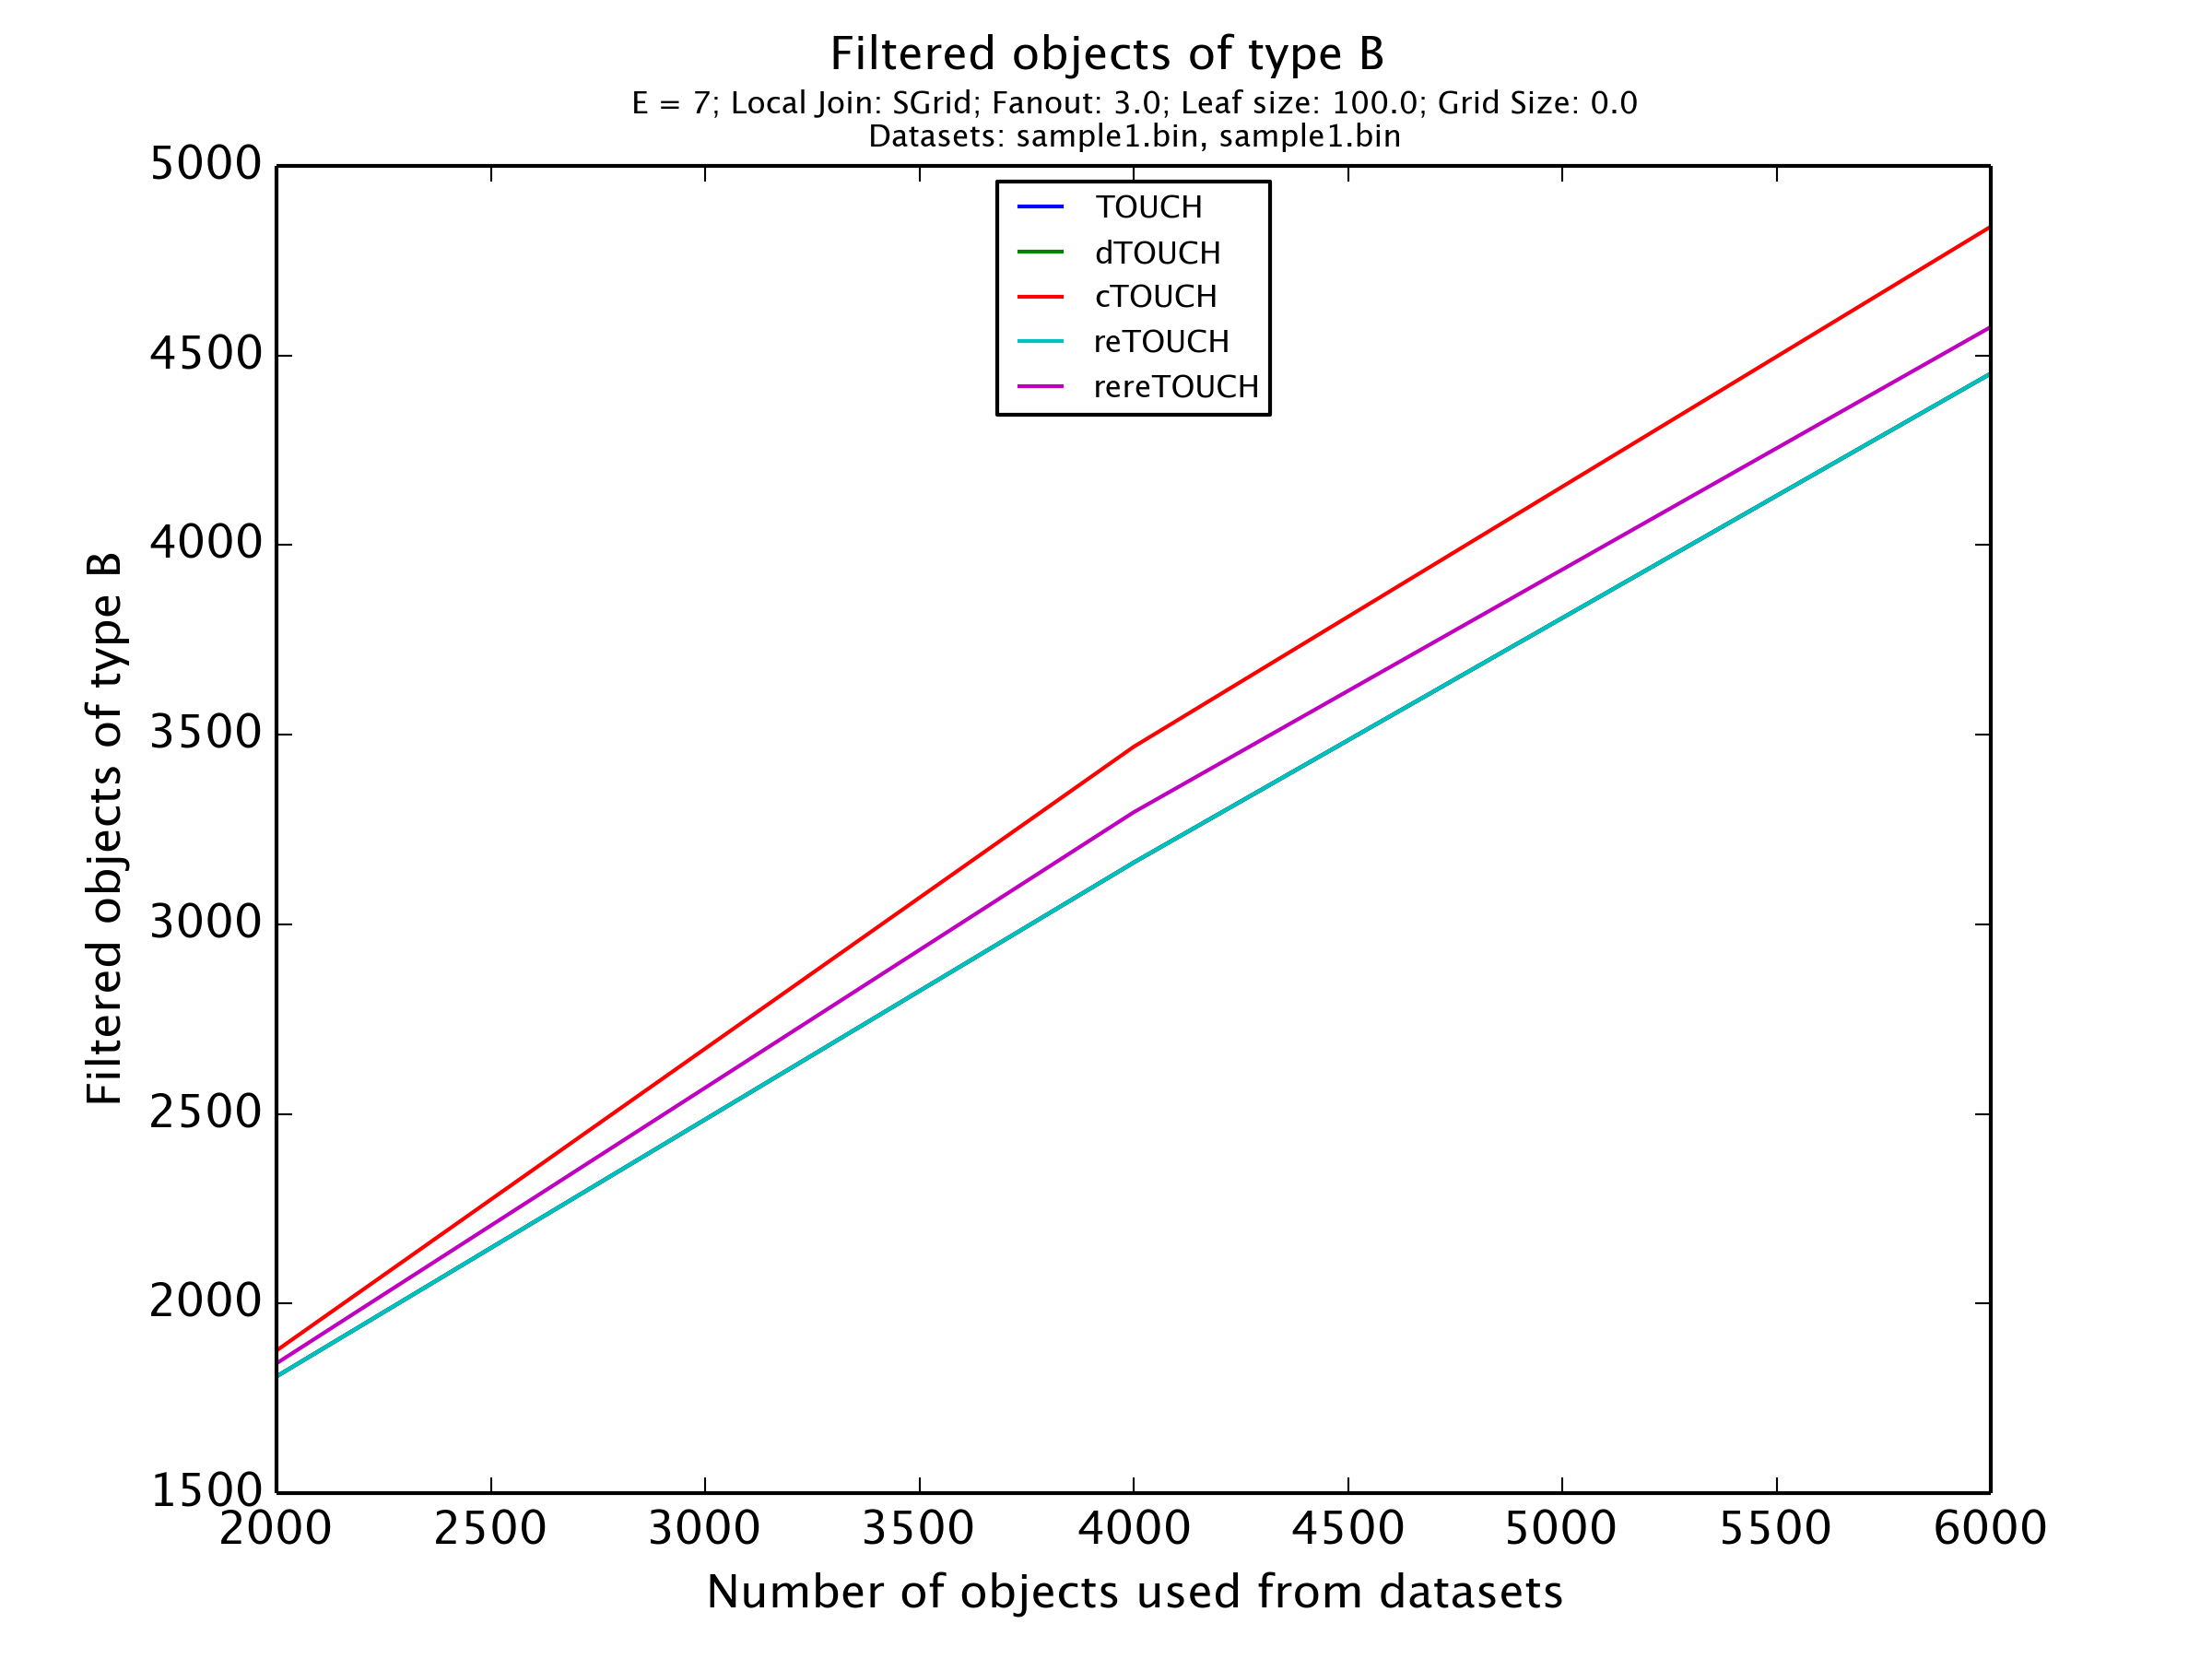 Filtered objects of type B
E = 7; Local Join: SGrid; Fanout: 3.0; Leaf size: 100.0; Grid Size: 0.0
Datasets: sample1.bin, sample1.bin
TOUCH
dTOUCH
cTOUCH
reTOUCH
rereTOUCH
Filtered objects of type B
5000
4500
4000
3500
3000
2500
2000
1500
2000 2500 3000 3500 4000 4500 5000 5500 6000
Number of objects used from datasets